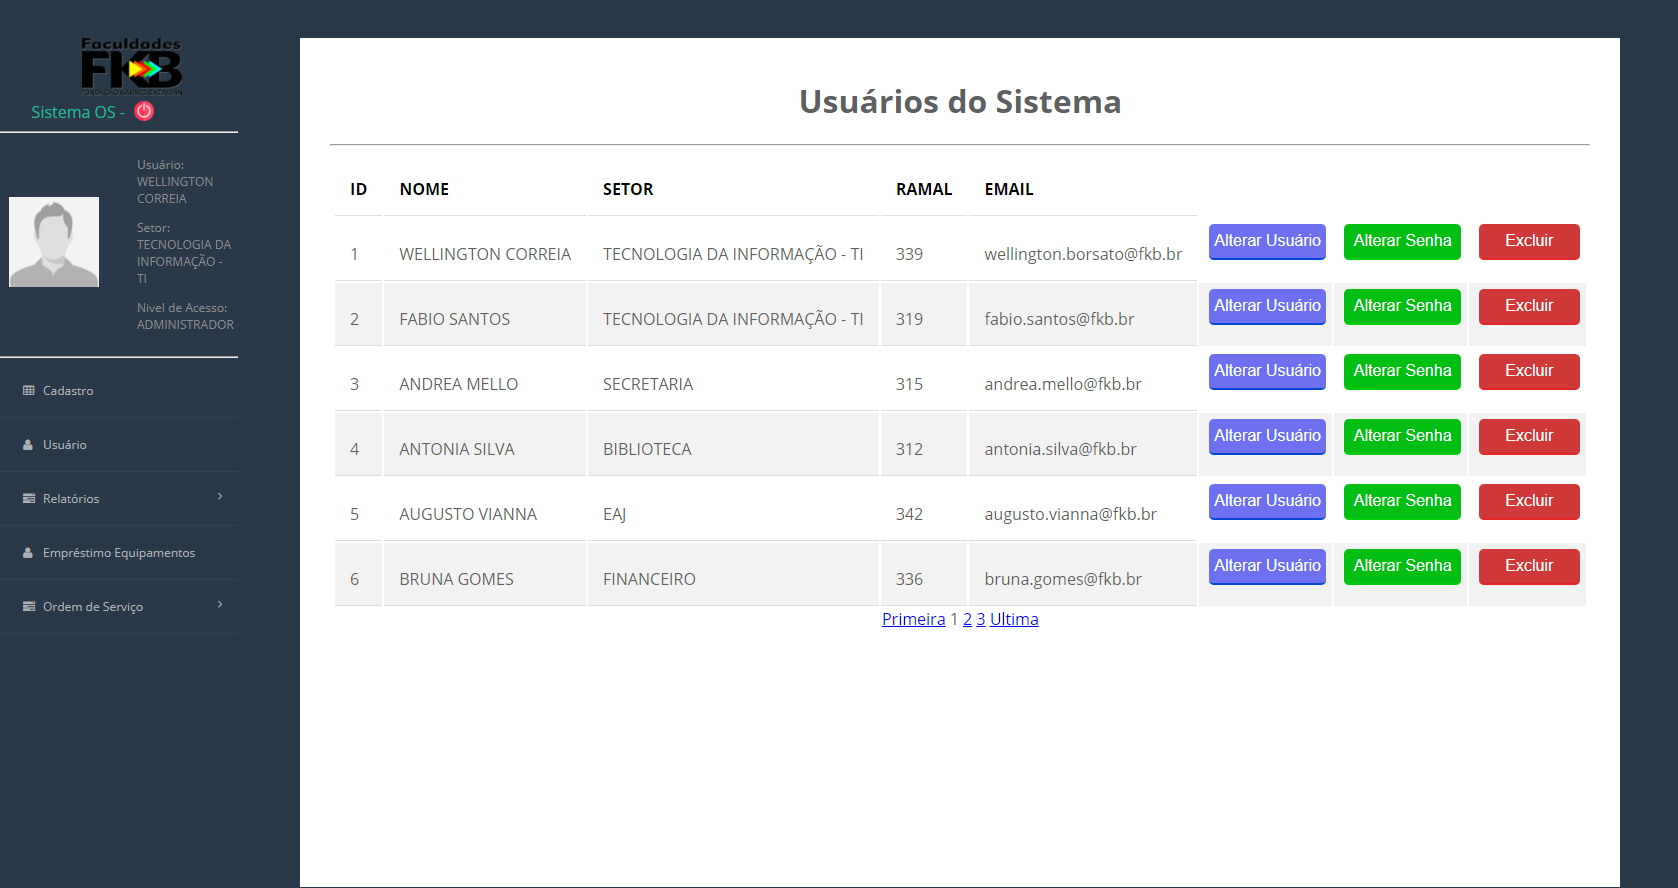 Faculdades
FKB
FUNDAÇÃO KARNIG BAZARIAN
Sistema OS -
Usuário:
WELLINGTON
CORREIA
Setor:
TECNOLOGIA DA
INFORMAÇÃO -
TI
Nivel de Acesso:
ADMINISTRADOR
Cadastro
Usuário
Relatórios
Empréstimo Equipamentos
Ordem de Serviço
Usuários do Sistema
ID NOME SETOR RAMAL EMAIL
1 WELLINGTON CORREIA TECNOLOGIA DA INFORMAÇÃO - TI 339 wellington.borsato@fkb.br Alterar Usuário Alterar Senha Excluir
2 FABIO SANTOS TECNOLOGIA DA INFORMAÇÃO - TI 319 fabio.santos@fkb.br Alterar Usuário Alterar Senha Excluir
3 ANDREA MELLO SECRETARIA 315 andrea.mello@fkb.br Alterar Usuário Alterar Senha Excluir
4 ANTONIA SILVA BIBLIOTECA 312 antonia.silva@fkb.br Alterar Usuário Alterar Senha Excluir
5 AUGUSTO VIANNA EAJ 342 augusto.vianna@fkb.br Alterar Usuário Alterar Senha Excluir
6 BRUNA GOMES FINANCEIRO 336 bruna.gomes@fkb.br Alterar Usuário Alterar Senha Excluir
Primeira 1 2 3 Ultima